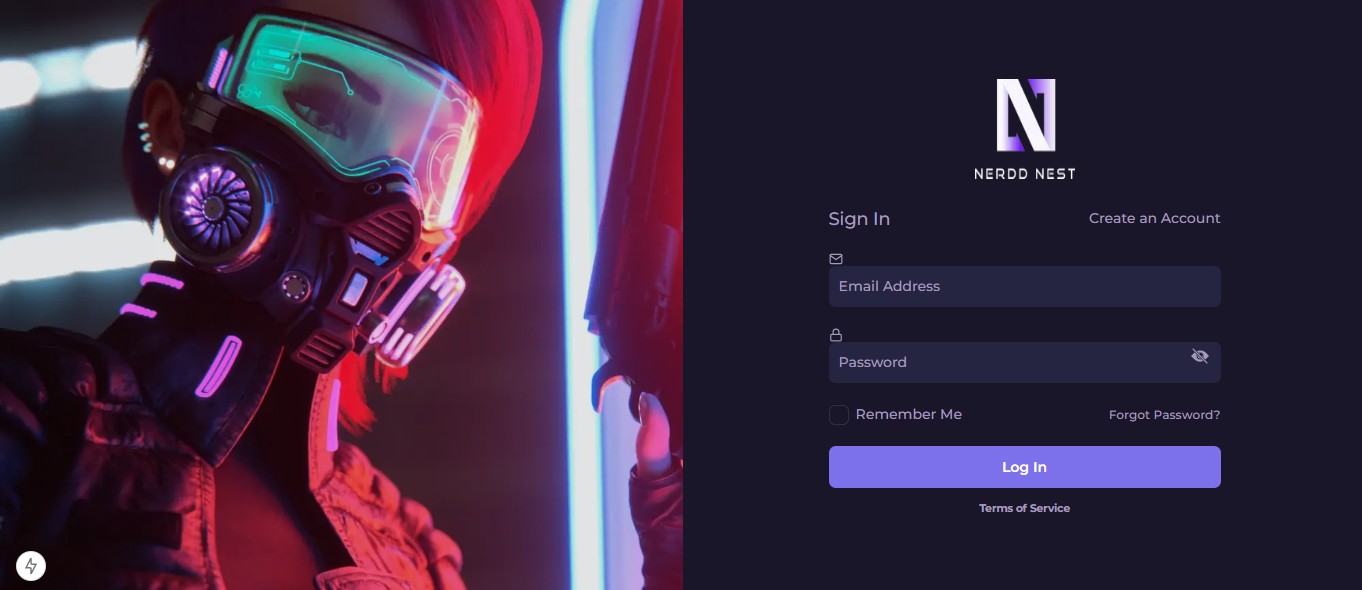 NERDD NEST
Sign In
Create an Account
Email Address
Password
Remember Me
Forgot Password?
Log In
Terms of Service